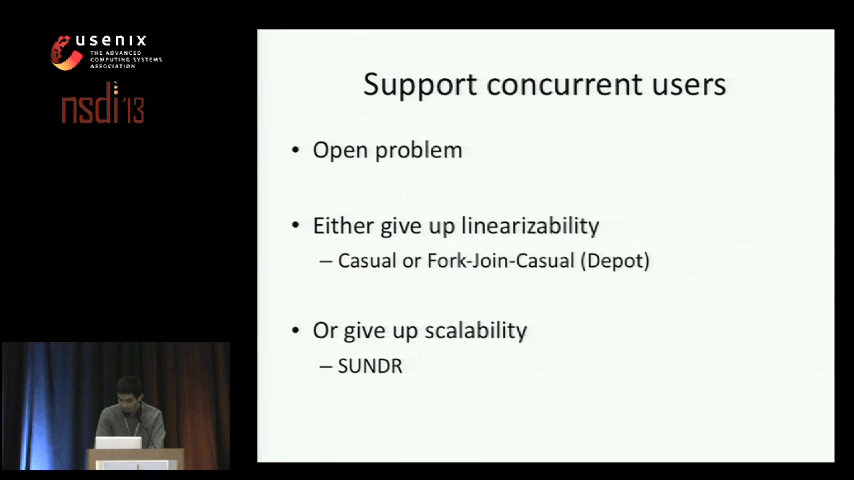 usenix
THE ADVANCED
COMPUTING SYSTEMS
ASSOCIATION
nsdi '13
Support concurrent users
• Open problem
• Either give up linearizability
– Casual or Fork-Join-Casual (Depot)
• Or give up scalability
– SUNDR